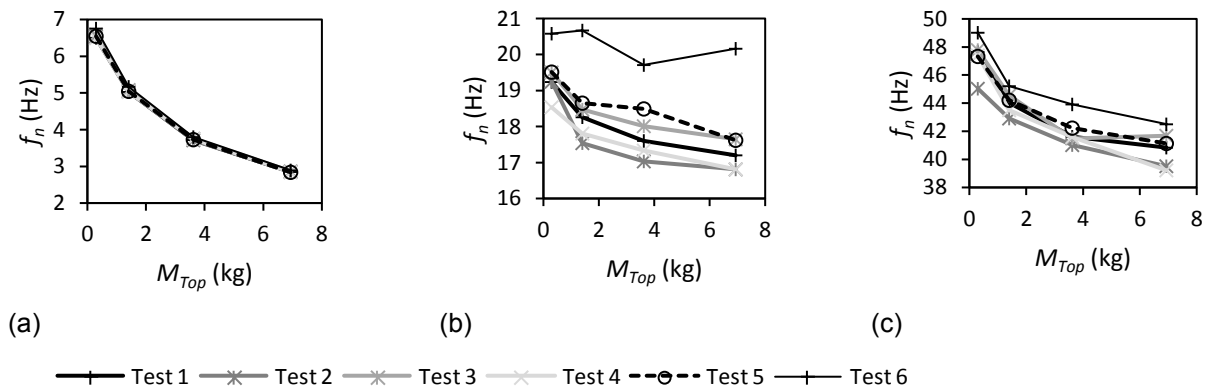 7
6
5
4
3
2
f_n (Hz)
0 2 4 6 8
M_Top (kg)
(a)
21
20
19
18
17
16
f_n (Hz)
0 2 4 6 8
M_Top (kg)
(b)
50
48
46
44
42
40
38
f_n (Hz)
0 2 4 6 8
M_Top (kg)
(c)
Test 1 Test 2 Test 3 Test 4 Test 5 Test 6